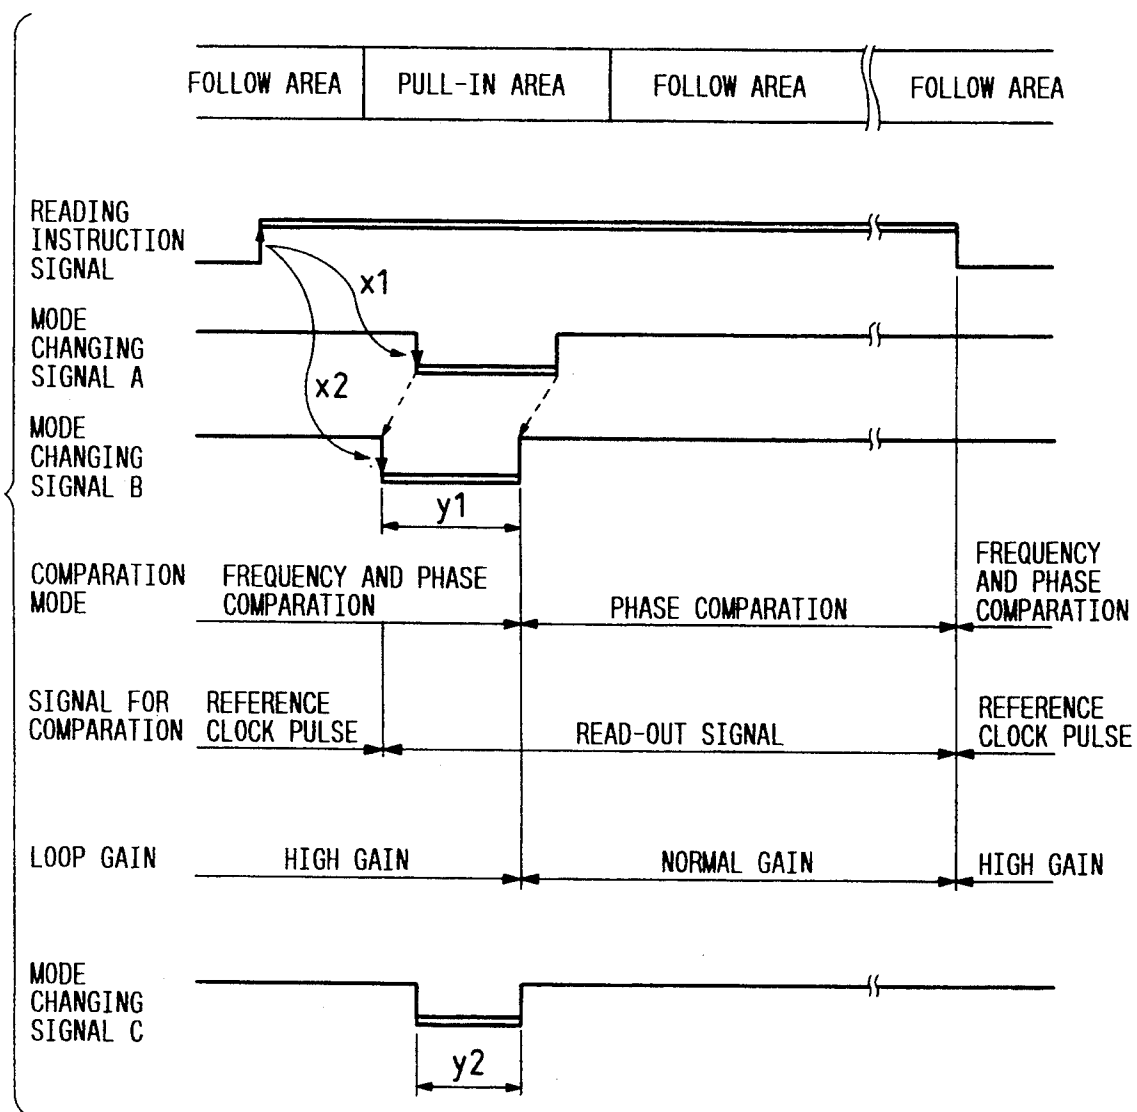 FOLLOW AREA PULL-IN AREA FOLLOW AREA FOLLOW AREA
READING
INSTRUCTION
SIGNAL
x1
MODE
CHANGING
SIGNAL A
x2
MODE
CHANGING
SIGNAL B
y1
COMPARATION
MODE
FREQUENCY AND PHASE
COMPARATION
PHASE COMPARATION
FREQUENCY
AND PHASE
COMPARATION
SIGNAL FOR
COMPARATION
REFERENCE
CLOCK PULSE
READ-OUT SIGNAL
REFERENCE
CLOCK PULSE
LOOP GAIN
HIGH GAIN
NORMAL GAIN
HIGH GAIN
MODE
CHANGING
SIGNAL C
y2